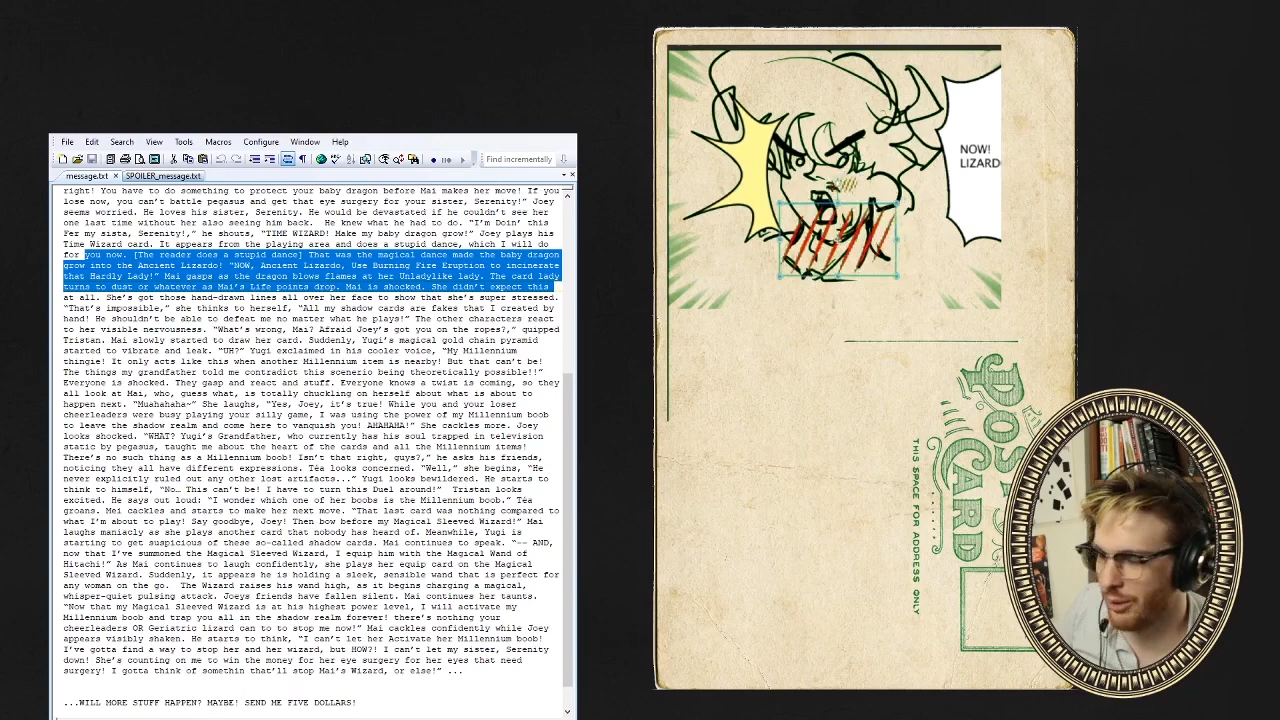 File Edit Search View Tools Macros Configure Window Help
Find incrementally
message.txt SPOILER_message.txt
right! You have to do something to protect your baby dragon before Mai makes her move! If you
lose now, you can't battle pegasus and get that eye surgery for your sister, Serenity!" Joey
seems worried. He loves his sister, Serenity. He would be devastated if he couldn't see her
one last time without her also seeing him back.  He knew what he had to do. "I'm Doin' this
Fer my sista, Serenity!," he shouts, "TIME WIZARD! Make my baby dragon grow!" Joey plays his
Time Wizard card. It appears from the playing area and does a stupid dance, which I will do
for you now. [The reader does a stupid dance] That was the magical dance made the baby dragon
grow into the Ancient Lizardo! "NOW, Ancient Lizardo, Use Burning Fire Eruption to incinerate
that Hardly Lady!" Mai gasps as the dragon blows flames at her Unladylike lady. The card lady
turns to dust or whatever as Mai's Life points drop. Mai is shocked. She didn't expect this
at all. She's got those hand-drawn lines all over her face to show that she's super stressed.
"That's impossible," she thinks to herself, "All my shadow cards are fakes that I created by
hand! He shouldn't be able to defeat me no matter what he plays!" The other characters react
to her visible nervousness. "What's wrong, Mai? Afraid Joey's got you on the ropes?," quipped
Tristan. Mai slowly started to draw her card. Suddenly, Yugi's magical gold chain pyramid
started to vibrate and leak. "UH?" Yugi exclaimed in his cooler voice, "My Millennium
thingie! It only acts like this when another Millennium item is nearby! But that can't be!
The things my grandfather told me contradict this scenerio being theoretically possible!!"
Everyone is shocked. They gasp and react and stuff. Everyone knows a twist is coming, so they
all look at Mai, who, guess what, is totally chuckling on herself about what is about to
happen next. "Muahahaha~" She laughs, "Yes, Joey, it's true! While you and your loser
cheerleaders were busy playing your silly game, I was using the power of my Millennium boob
to leave the shadow realm and come here to vanquish you! AHAHAHA!" She cackles more. Joey
looks shocked. "WHAT? Yugi's Grandfather, who currently has his soul trapped in television
static by pegasus, taught me about the heart of the cards and all the Millennium items!
There's no such thing as a Millennium boob! Isn't that right, guys?," he asks his friends,
noticing they all have different expressions. Téa looks concerned. "Well," she begins, "He
never explicitly ruled out any other lost artifacts..." Yugi looks bewildered. He starts to
think to himself, "No… This can't be! I have to turn this Duel around!"  Tristan looks
excited. He says out loud: "I wonder which one of her boobs is the Millennium boob." Téa
groans. Mei cackles and starts to make her next move. "That last card was nothing compared to
what I'm about to play! Say goodbye, Joey! Then bow before my Magical Sleeved Wizard!" Mai
laughs maniacly as she plays another card that nobody has heard of. Meanwhile, Yugi is
starting to get suspicious of these so-called shadow cards. Mai continues to speak. "-- AND,
now that I've summoned the Magical Sleeved Wizard, I equip him with the Magical Wand of
Hitachi!" As Mai continues to laugh confidently, she plays her equip card on the Magical
Sleeved Wizard. Suddenly, it appears he is holding a sleek, sensible wand that is perfect for
any woman on the go.  The Wizard raises his wand high, as it begins charging a magical,
whisper-quiet pulsing attack. Joeys friends have fallen silent. Mai continues her taunts.
"Now that my Magical Sleeved Wizard is at his highest power level, I will activate my
Millennium boob and trap you all in the shadow realm forever! there's nothing your
cheerleaders OR Geriatric lizard can to to stop me now!" Mai cackles confidently while Joey
appears visibly shaken. He starts to think, "I can't let her Activate her Millennium boob!
I've gotta find a way to stop her and her wizard, but HOW?! I can't let my sister, Serenity
down! She's counting on me to win the money for her eye surgery for her eyes that need
surgery! I gotta think of somethin that'll stop Mai's Wizard, or else!" ...
...WILL MORE STUFF HAPPEN? MAYBE! SEND ME FIVE DOLLARS!
NOW!
LIZARD
CARD
THIS SPACE FOR ADDRESS ONLY